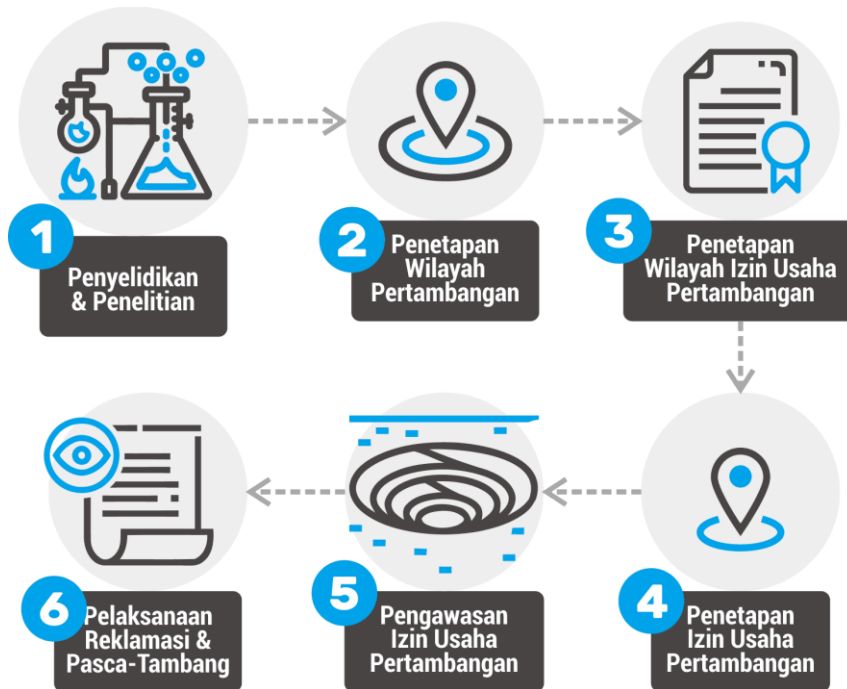 1
Penyelidikan
& Penelitian
2
Penetapan
Wilayah
Pertambangan
3
Penetapan
Wilayah Izin Usaha
Pertambangan
4
Penetapan
Izin Usaha
Pertambangan
5
Pengawasan
Izin Usaha
Pertambangan
6
Pelaksanaan
Reklamasi &
Pasca-Tambang